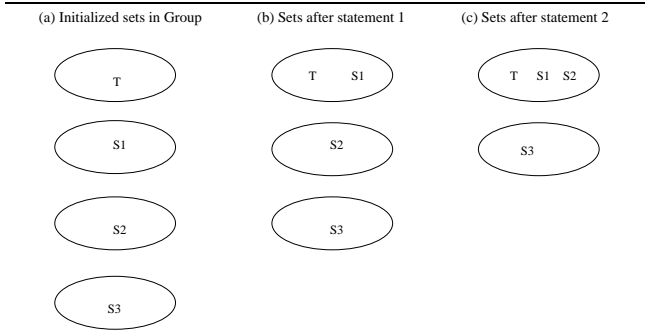 (a) Initialized sets in Group
(b) Sets after statement 1
(c) Sets after statement 2
T
T S1
T S1 S2
S1
S2
S3
S2
S3
S3